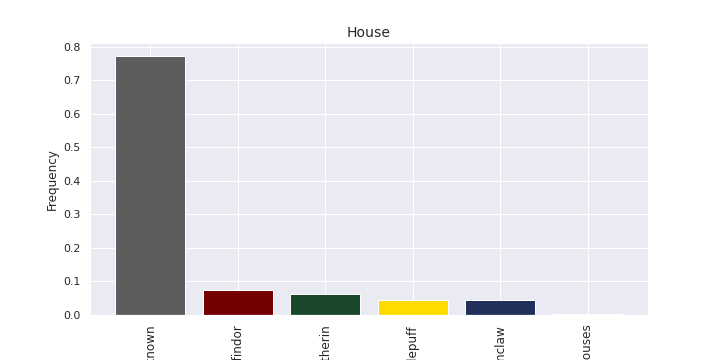 House
0.8
0.7
0.6
0.5
0.4
0.3
0.2
0.1
0.0
Frequency
nown
findor
therin
lepuff
nclaw
ouses